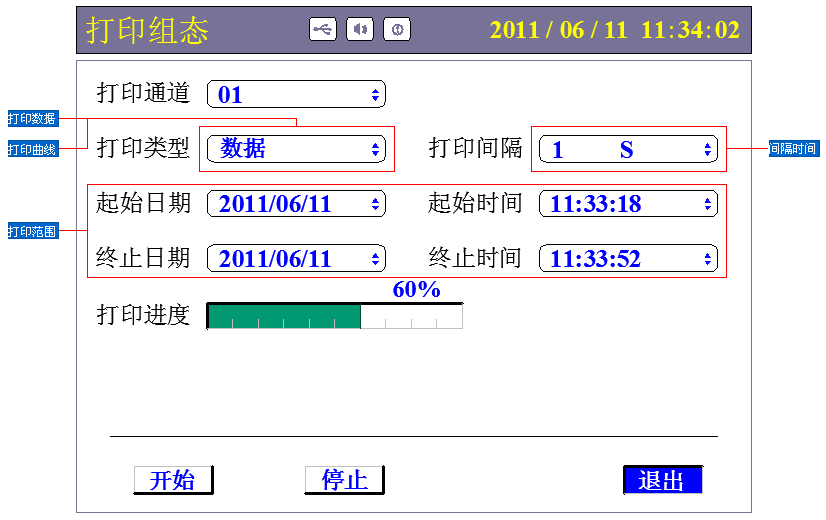 打印组态 2011 / 06 / 11 11:34:02
打印通道 01
打印数据
打印曲线
打印类型 数据 打印间隔 1 S
间隔时间
起始日期 2011/06/11 起始时间 11:33:18
打印范围
终止日期 2011/06/11 终止时间 11:33:52
60%
打印进度
开始 停止 退出